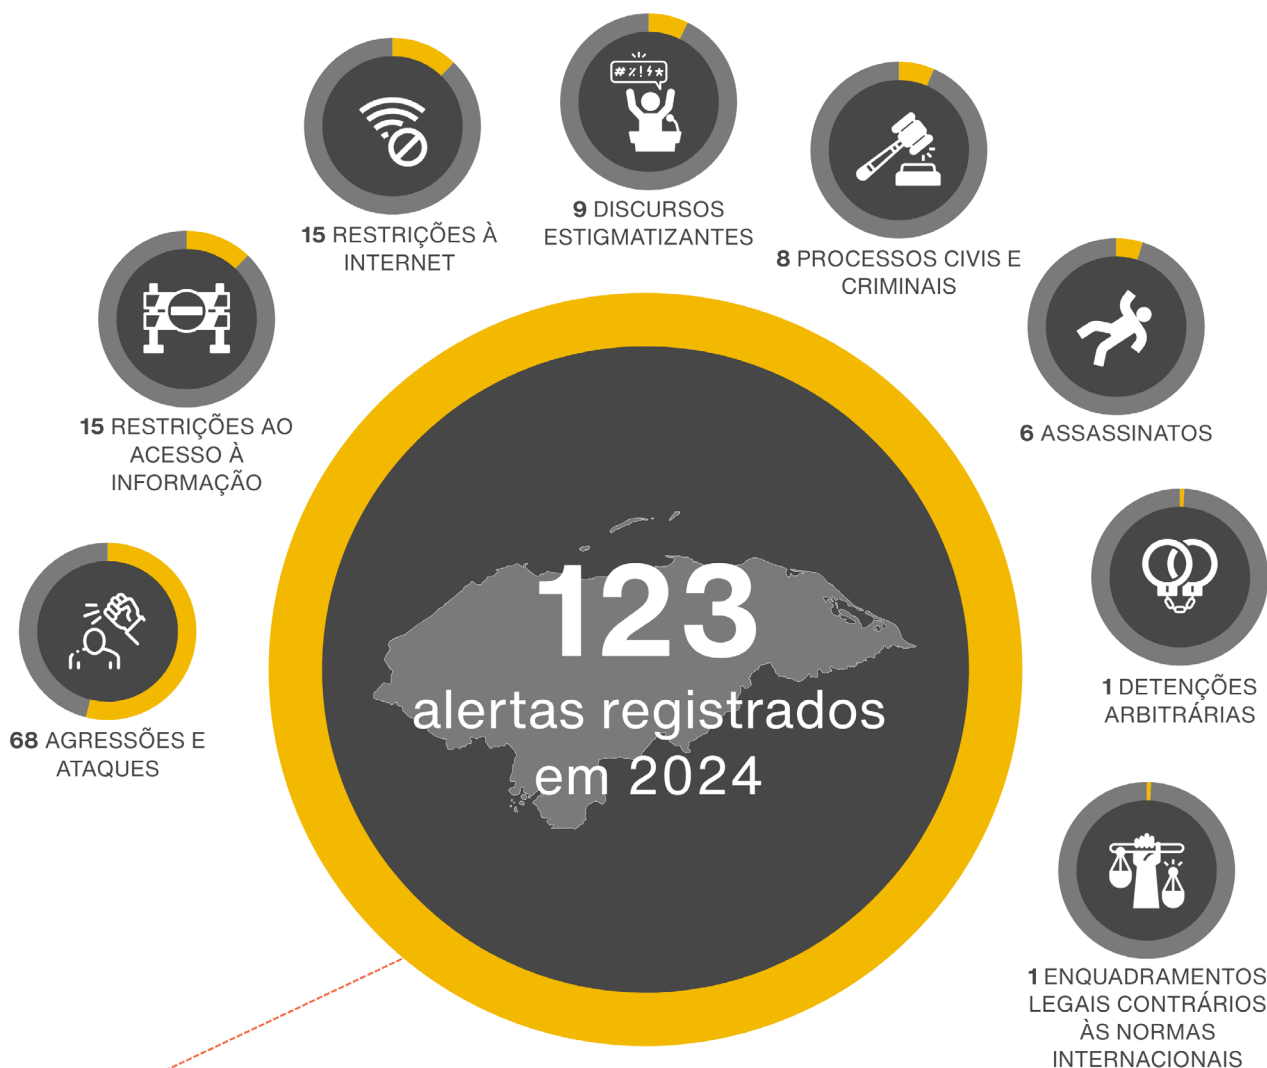 #%!⚡*
9 DISCURSOS
ESTIGMATIZANTES
15 RESTRIÇÕES À
INTERNET
8 PROCESSOS CIVIS E
CRIMINAIS
15 RESTRIÇÕES AO
ACESSO À
INFORMAÇÃO
6 ASSASSINATOS
123
alertas registrados
em 2024
68 AGRESSÕES E
ATAQUES
1 DETENÇÕES
ARBITRÁRIAS
1 ENQUADRAMENTOS
LEGAIS CONTRÁRIOS
ÀS NORMAS
INTERNACIONAIS